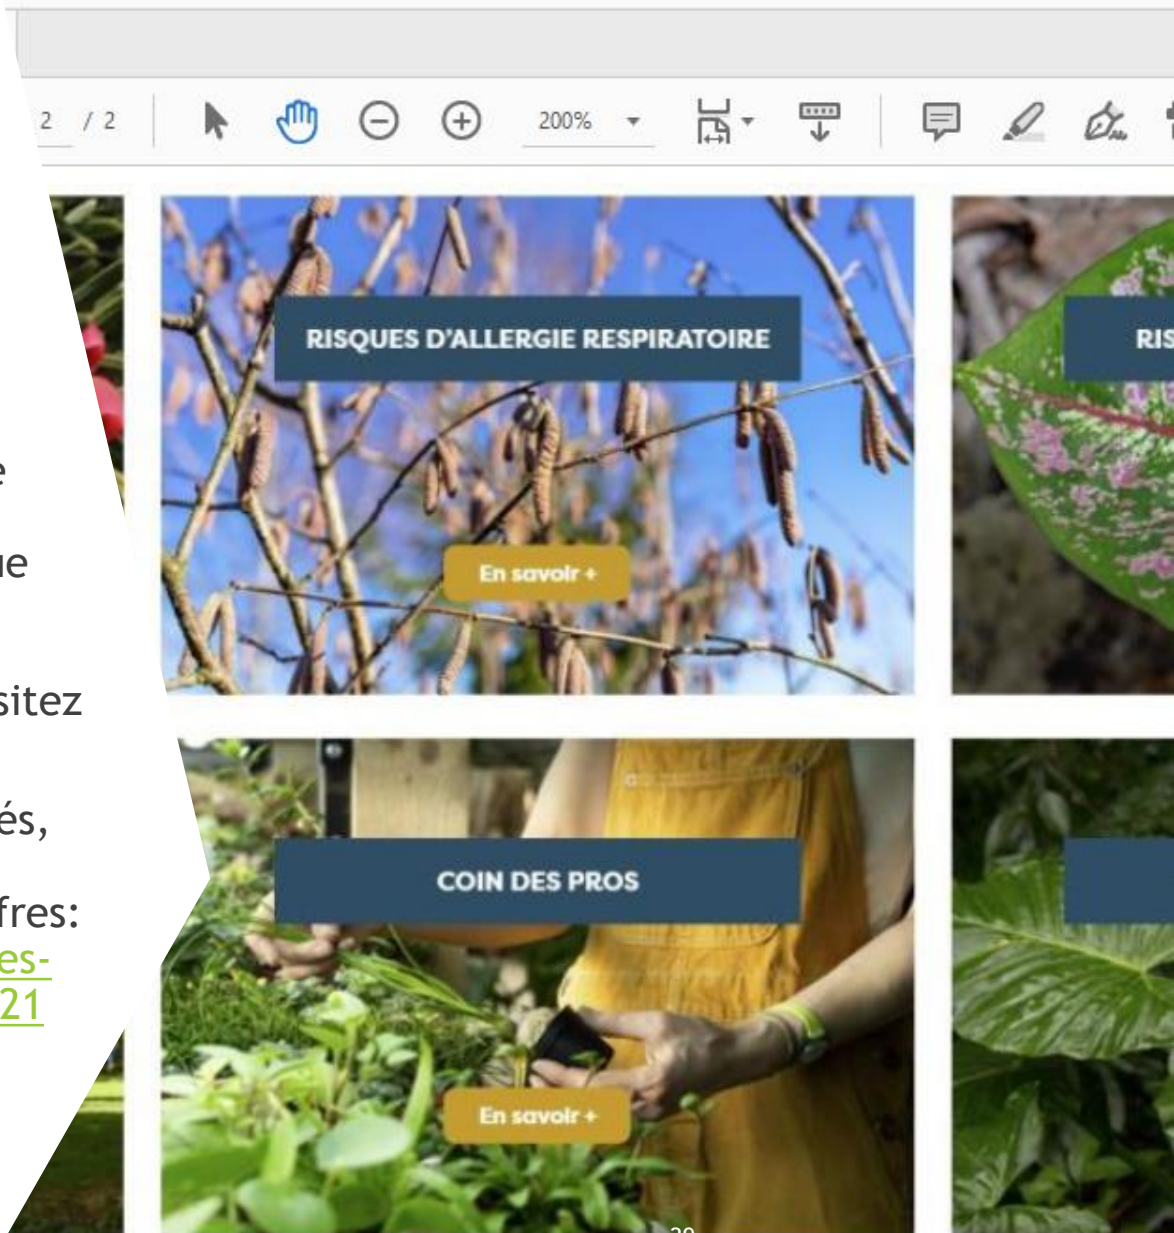 2 / 2
200%
RISQUES D'ALLERGIE RESPIRATOIRE
En savoir +
COIN DES PROS
En savoir +
RIS
e
ue
sitez
és,
fres:
es-
21